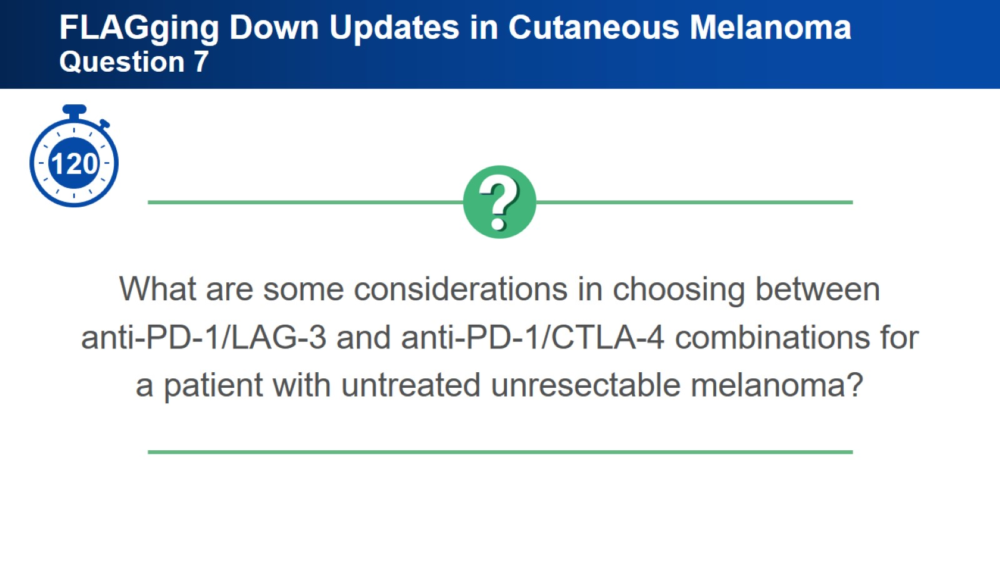 FLAGging Down Updates in Cutaneous Melanoma
Question 7
120
?
What are some considerations in choosing between
anti-PD-1/LAG-3 and anti-PD-1/CTLA-4 combinations for
a patient with untreated unresectable melanoma?